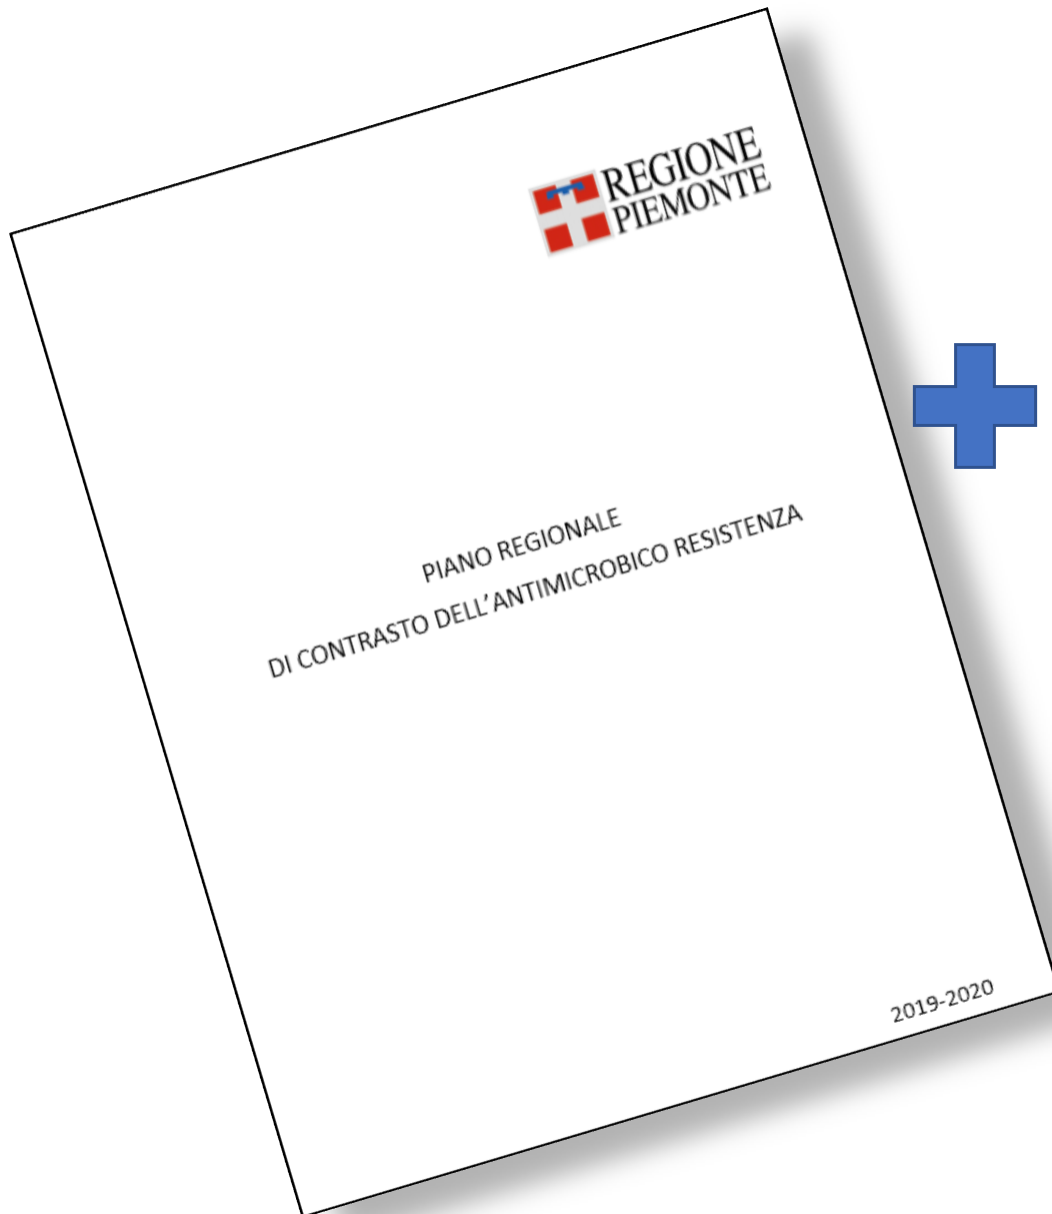 REGIONE
PIEMONTE
PIANO REGIONALE
DI CONTRASTO DELL'ANTIMICROBICO RESISTENZA
2019-2020